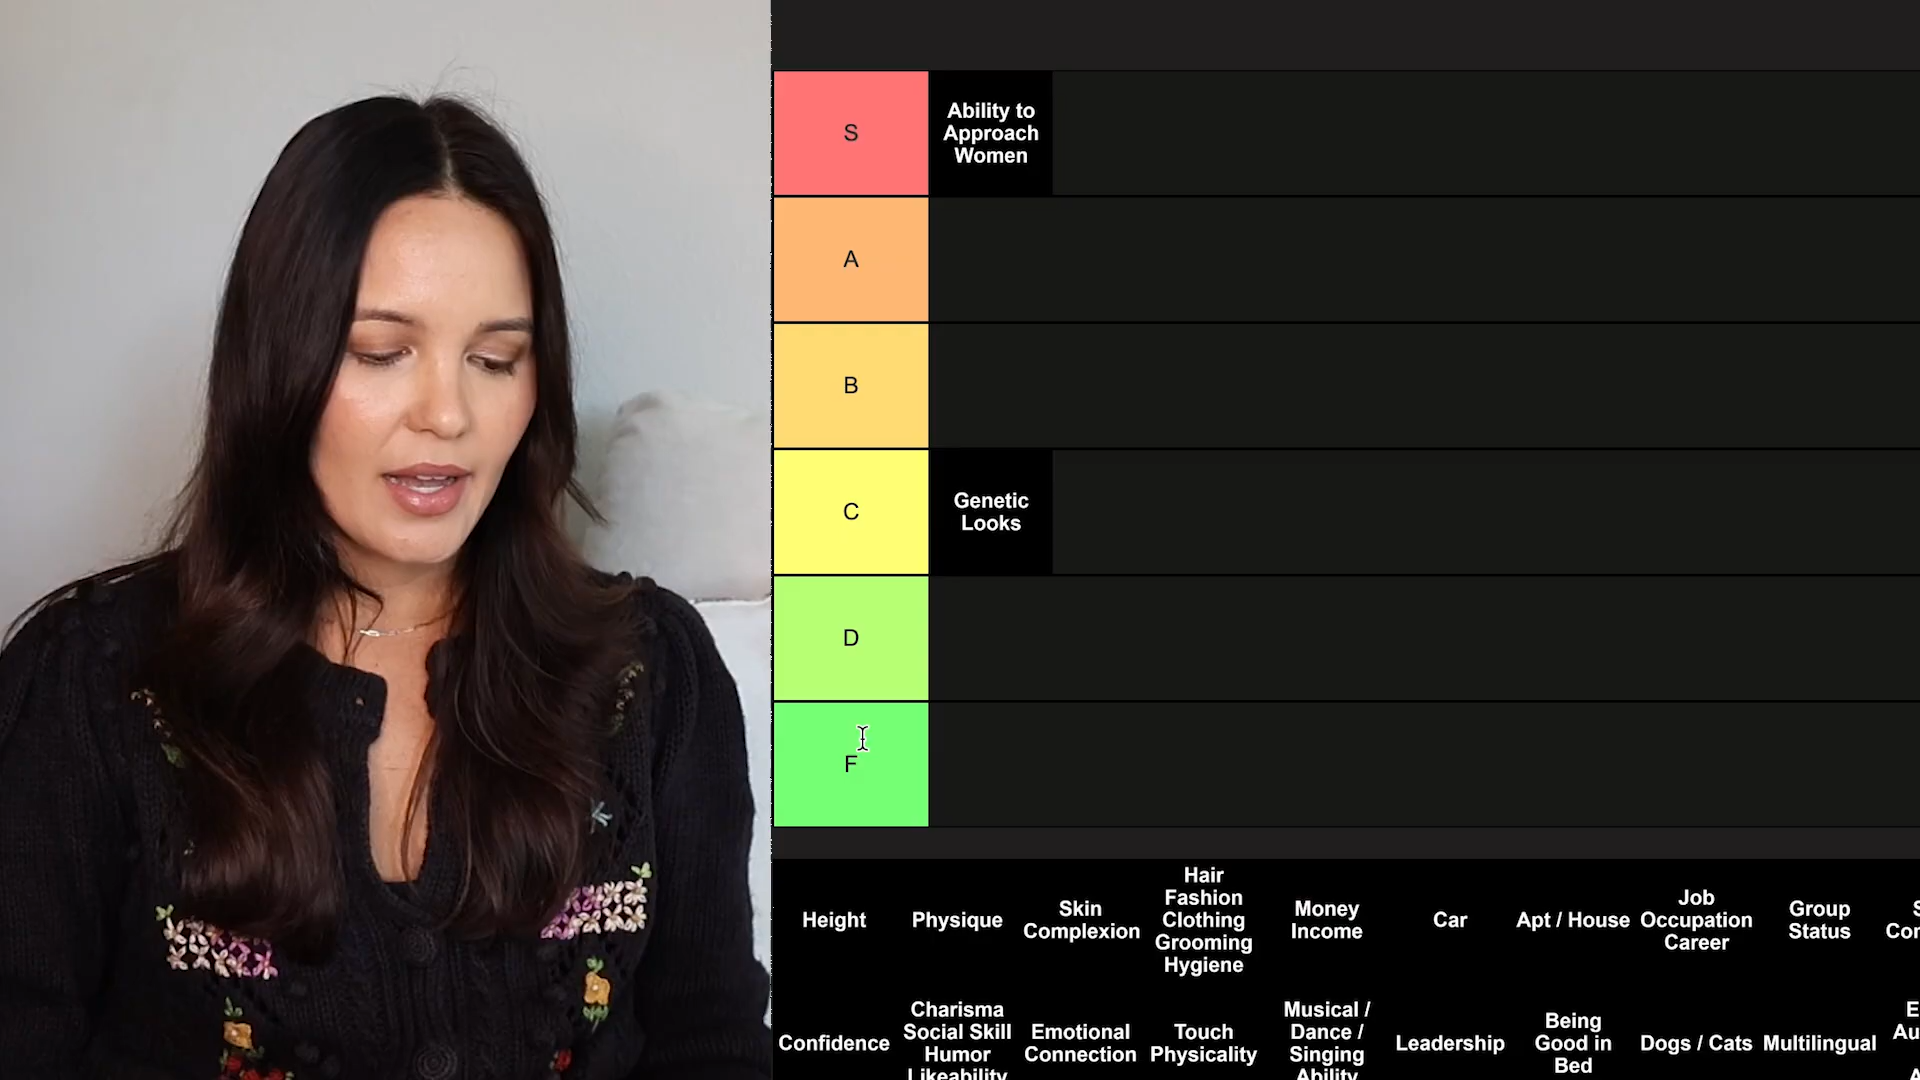 S
Ability to
Approach
Women
A
B
C
Genetic
Looks
D
F
Height
Physique
Skin
Complexion
Hair
Fashion
Clothing
Grooming
Hygiene
Money
Income
Car
Apt / House
Job
Occupation
Career
Group
Status
Confidence
Charisma
Social Skill
Humor
Likeability
Emotional
Connection
Touch
Physicality
Musical /
Dance /
Singing
Ability
Leadership
Being
Good in
Bed
Dogs / Cats
Multilingual